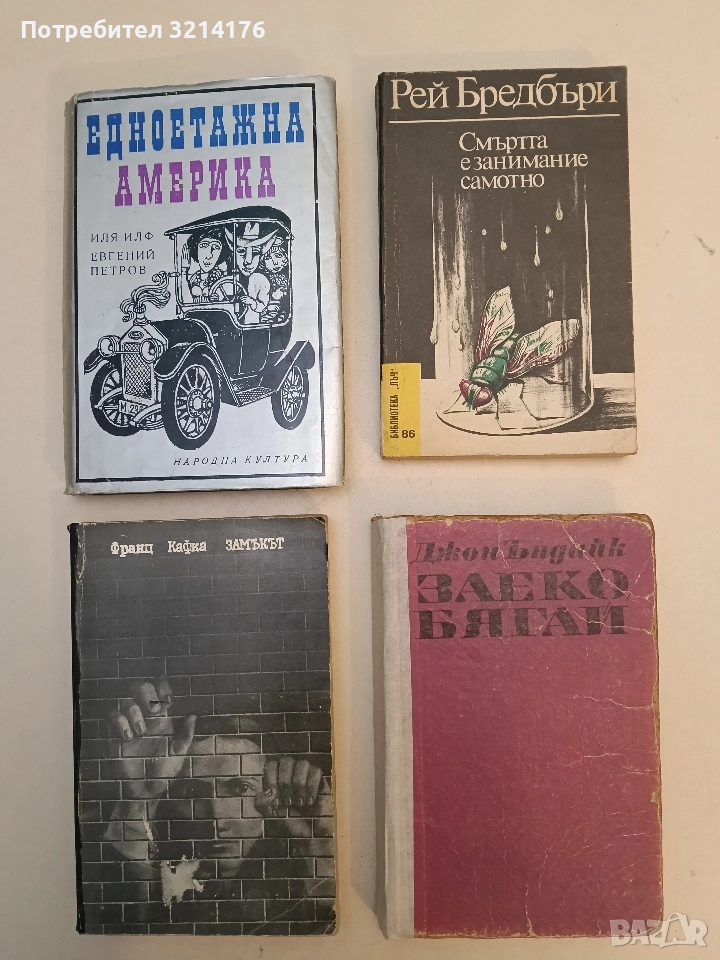 Потребител 3214176
ЕДНОЕТАЖНА
АМЕРИКА
ИЛЯ ИЛФ
ЕВГЕНИЙ
ПЕТРОВ
НАРОДНА КУЛТУРА
Рей Бредбъри
Смъртта
е занимание
самотно
БИБЛИОТЕКА „ЛЪЧ“
86
Франц Кафка ЗАМЪКЪТ
Джон Ъпдайк
ЗАЕКО
БЯГАЙ
BAZAR